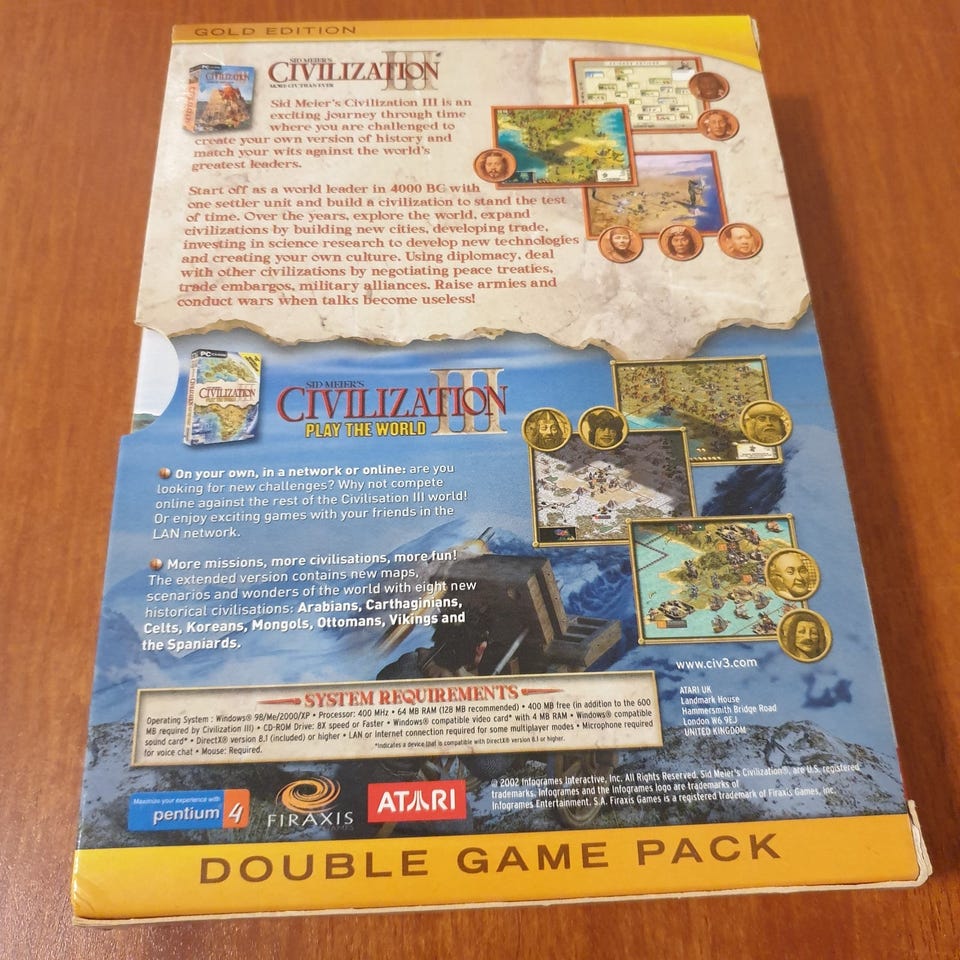 GOLD EDITION
SID MEIER'S
CIVILIZATION III
MORE CIV THAN EVER
Sid Meier's Civilization III is an
exciting journey through time
where you are challenged to
create your own version of history and
match your wits against the world's
greatest leaders.
Start off as a world leader in 4000 BC with
one settler unit and build a civilization to stand the test
of time. Over the years, explore the world, expand
civilizations by building new cities, developing trade,
investing in science research to develop new technologies
and creating your own culture. Using diplomacy, deal
with other civilizations by negotiating peace treaties,
trade embargos, military alliances. Raise armies and
conduct wars when talks become useless!
PC
CIVILIZATION
PLAY THE WORLD
SID MEIER'S
CIVILIZATION III
PLAY THE WORLD
On your own, in a network or online: are you
looking for new challenges? Why not compete
online against the rest of the Civilisation III world!
Or enjoy exciting games with your friends in the
LAN network.
More missions, more civilisations, more fun!
The extended version contains new maps,
scenarios and wonders of the world with eight new
historical civilisations: Arabians, Carthaginians,
Celts, Koreans, Mongols, Ottomans, Vikings and
the Spaniards.
www.civ3.com
ATARI UK
Landmark House
Hammersmith Bridge Road
London W6 9EJ
UNITED KINGDOM
SYSTEM REQUIREMENTS
Operating System : Windows® 98/Me/2000/XP • Processor: 400 MHz • 64 MB RAM (128 MB recommended) • 400 MB free (in addition to the 600
MB required by Civilization III) • CD-ROM Drive: 8X speed or Faster • Windows® compatible video card* with 4 MB RAM • Windows® compatible
sound card* • DirectX® version 8.1 (included) or higher • LAN or Internet connection required for some multiplayer modes • Microphone required
for voice chat • Mouse: Required.
*Indicates a device that is compatible with DirectX® version 8.1 or higher.
Maximize your experience with
pentium 4
FIRAXIS
GAMES
ATARI
© 2002 Infogrames Interactive, Inc. All Rights Reserved. Sid Meier's Civilization®, are U.S. registered
trademarks. Infogrames and the Infogrames logo are trademarks of
Infogrames Entertainment, S.A. Firaxis Games is a registered trademark of Firaxis Games, Inc.
DOUBLE GAME PACK